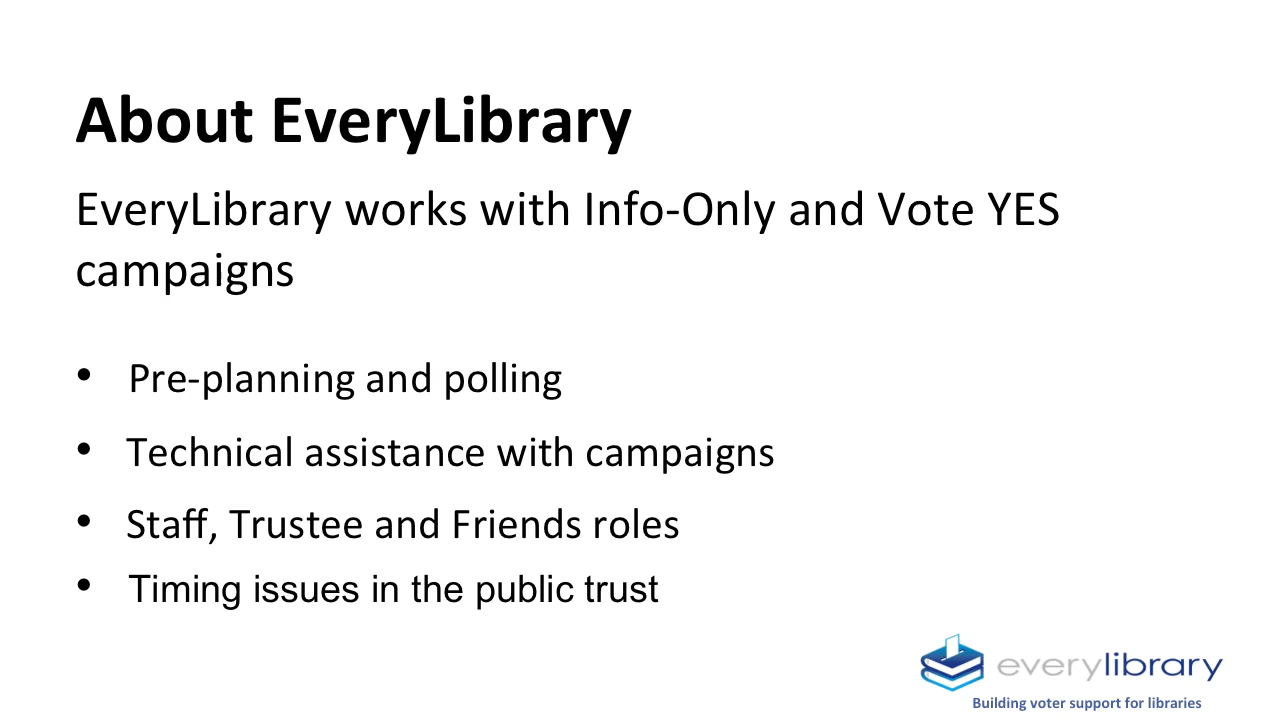 About EveryLibrary
EveryLibrary works with Info-Only and Vote YES
campaigns
• Pre-planning and polling
• Technical assistance with campaigns
• Staff, Trustee and Friends roles
• Timing issues in the public trust
everylibrary
Building voter support for libraries